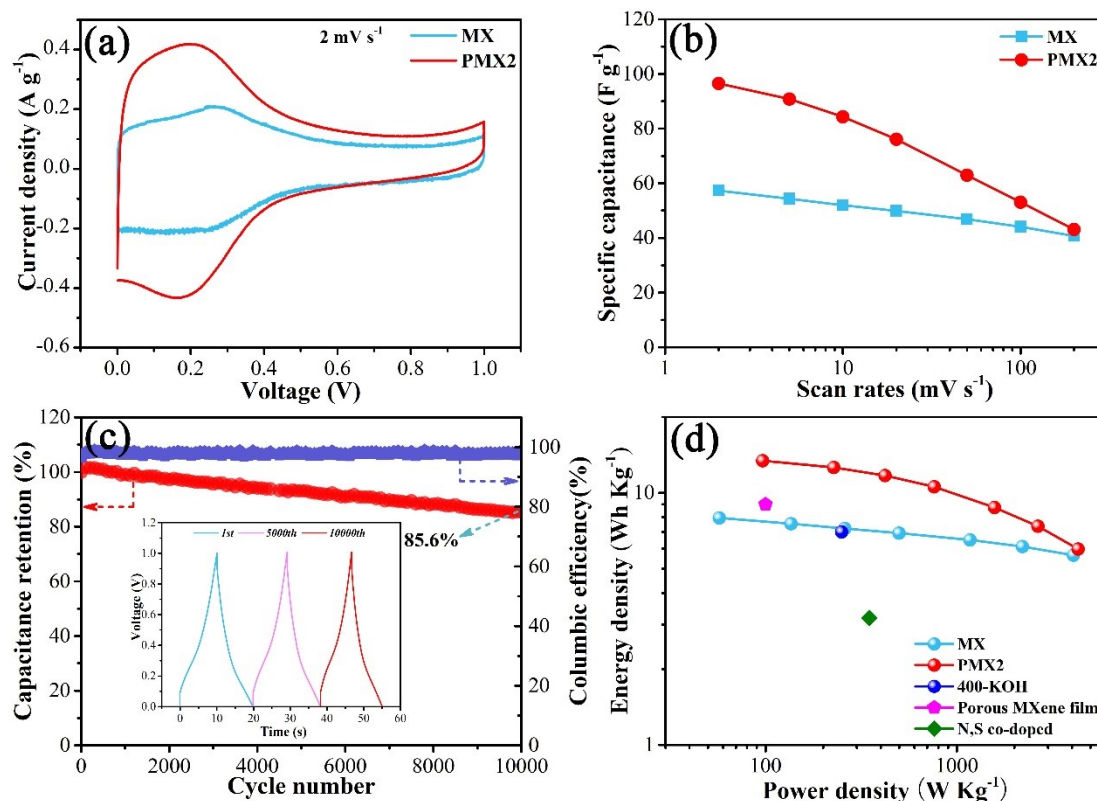 (a)
2 mV s-1
MX
PMX2
0.4
0.2
0.0
-0.2
-0.4
-0.6
Current density (A g-1)
0.0 0.2 0.4 0.6 0.8 1.0
Voltage (V)
(b)
MX
PMX2
120
100
80
60
40
20
0
Specific capacitance (F g-1)
1 10 100
Scan rates (mV s-1)
(c)
120
100
80
60
40
20
0
Capacitance retention (%)
85.6%
1st 5000th 10000th
1.2
1.0
0.8
0.6
0.4
0.2
0.0
Voltage (V)
0 10 20 30 40 50 60
Time (s)
100
80
60
40
20
0
Columbic efficiency(%)
0 2000 4000 6000 8000 10000
Cycle number
(d)
10
1
Energy density (Wh Kg-1)
MX
PMX2
400-KOH
Porous MXene film
N,S co-doped
100 1000
Power density (W Kg-1)